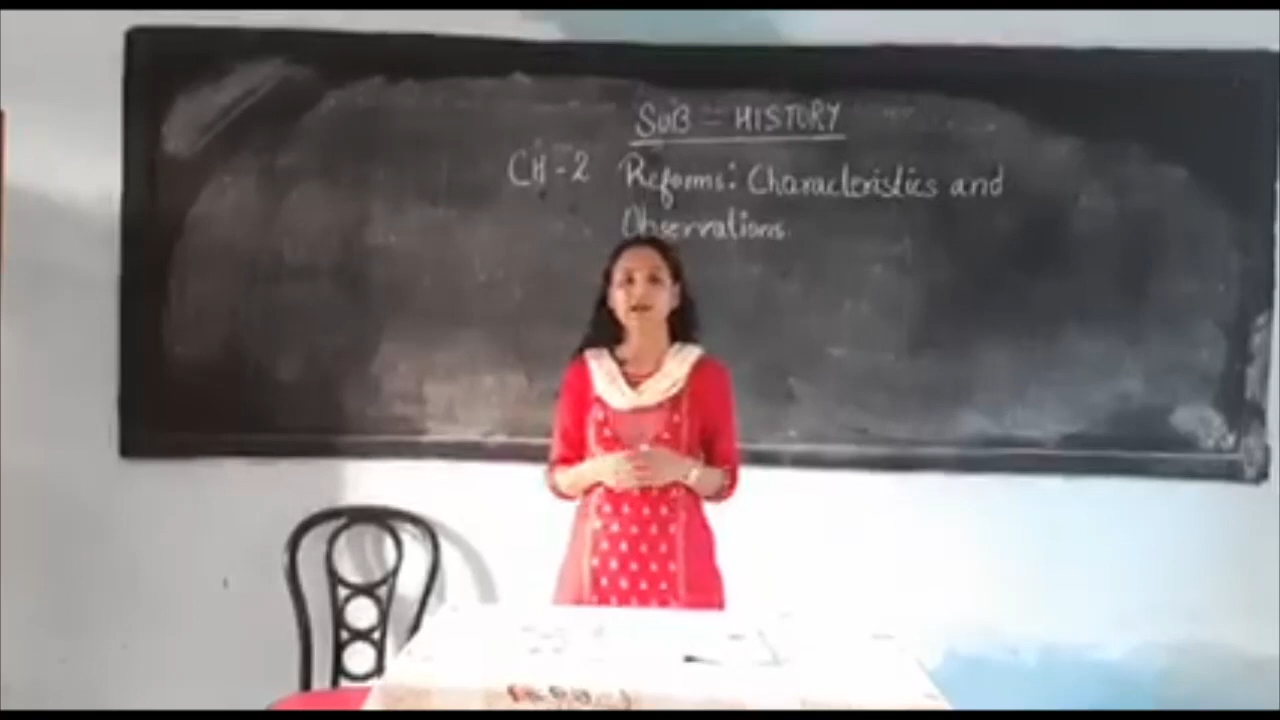 SUB - HISTORY
CH-2 Reforms: Characteristics and
Observations.